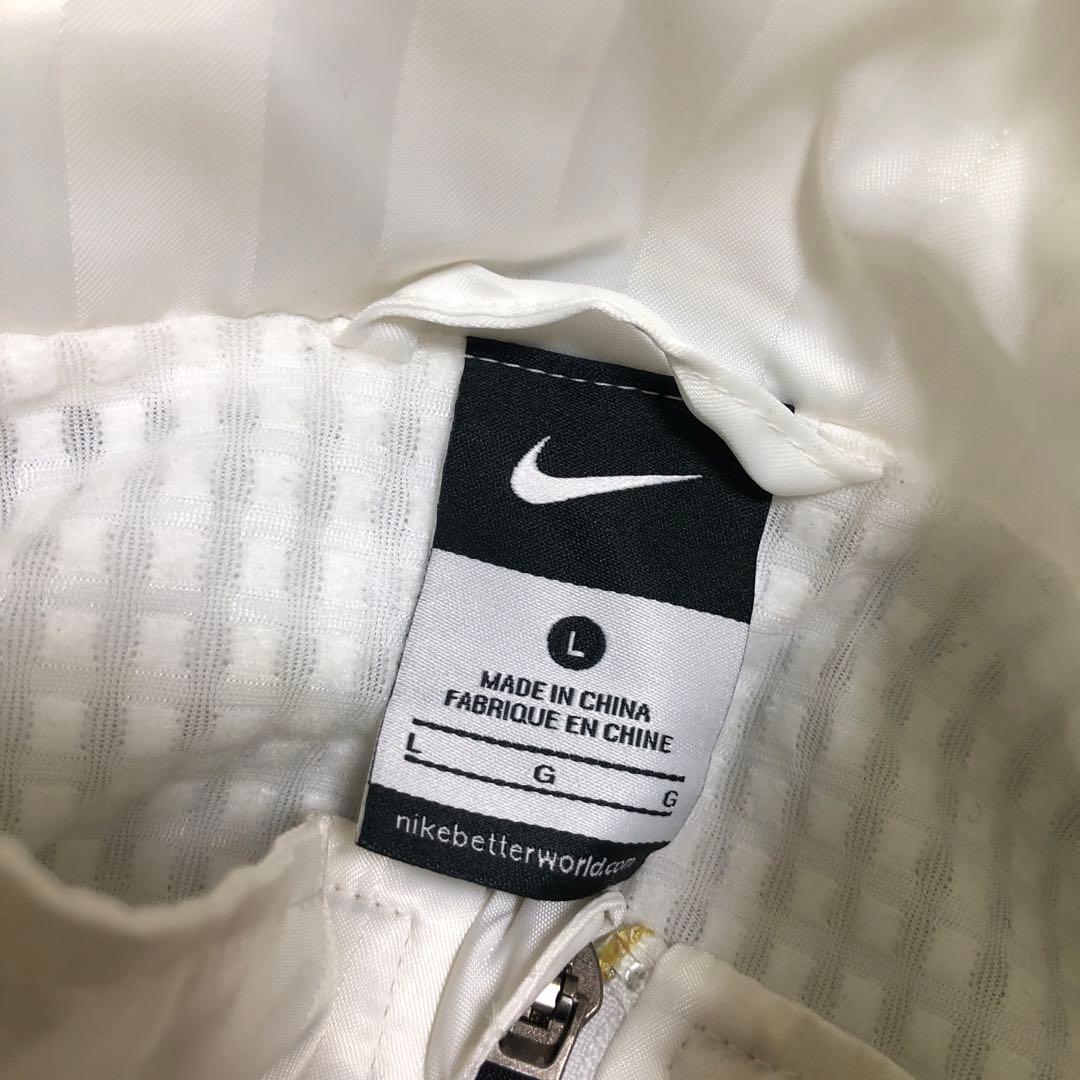 L
MADE IN CHINA
FABRIQUE EN CHINE
L G G
nikebetterworld.com